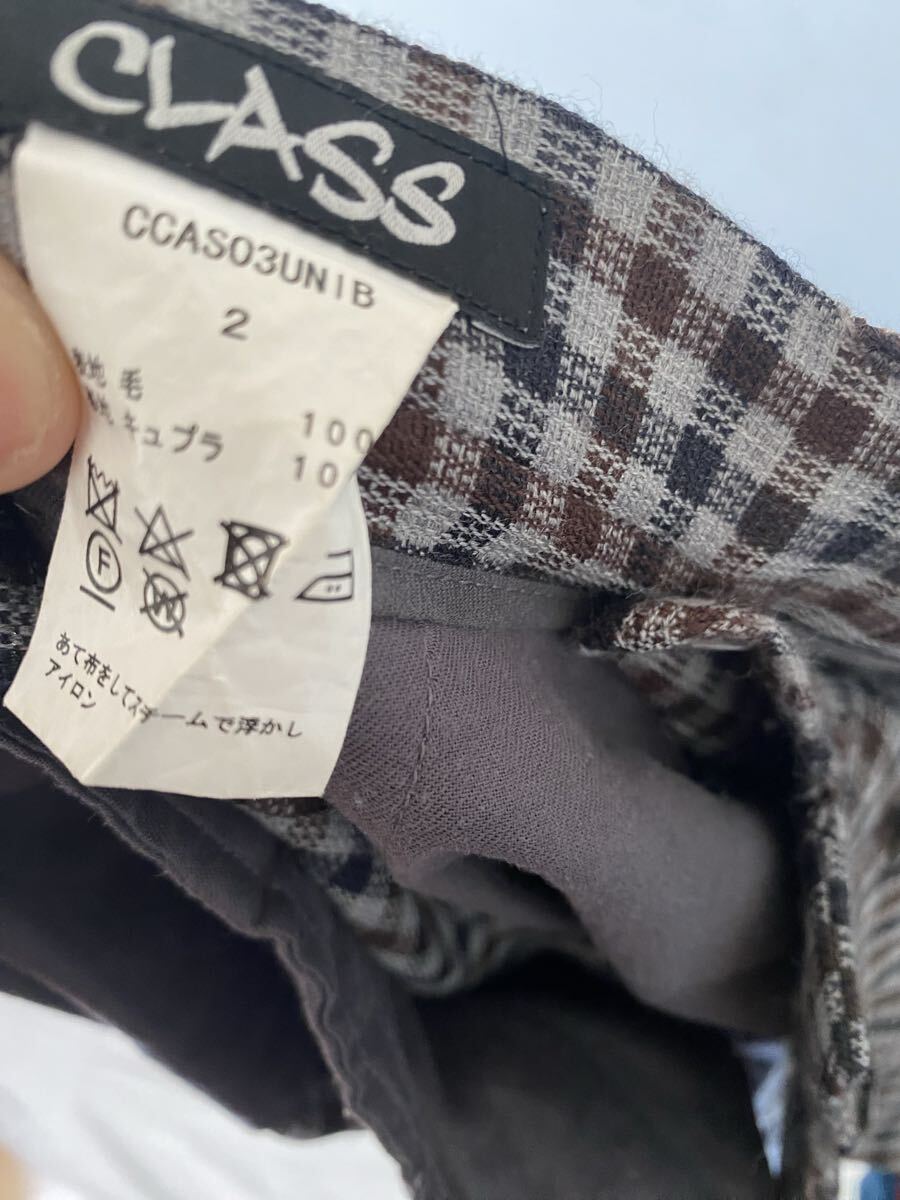 CLASS
CCAS03UNIB
2
地 毛 100
キュプラ 10
F
あて布をしてスチームで浮かし
アイロン